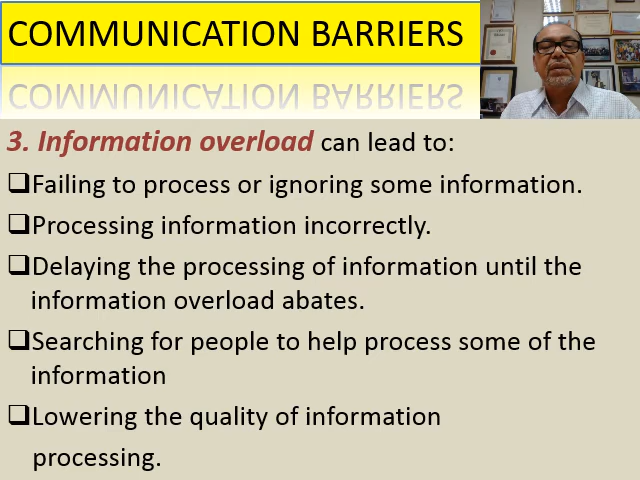 COMMUNICATION BARRIERS
COMMUNICATION BARRIERS
3. Information overload can lead to:
❑Failing to process or ignoring some information.
❑Processing information incorrectly.
❑Delaying the processing of information until the
information overload abates.
❑Searching for people to help process some of the
information
❑Lowering the quality of information
processing.